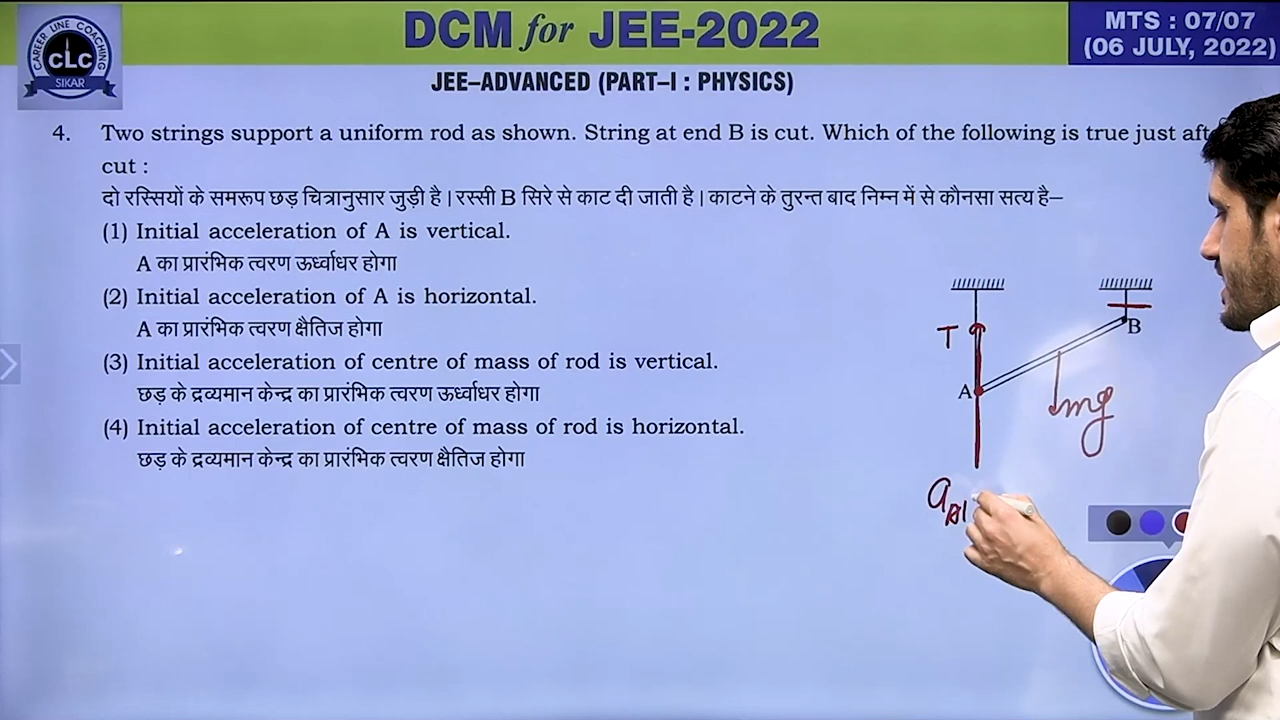 CAREER LINE COACHING
CLC
SIKAR
DCM for JEE-2022
MTS : 07/07
(06 JULY, 2022)
JEE–ADVANCED (PART–I : PHYSICS)
4. Two strings support a uniform rod as shown. String at end B is cut. Which of the following is true just
cut :
दो रस्सियों के समरूप छड़ चित्रानुसार जुड़ी है। रस्सी B सिरे से काट दी जाती है। काटने के तुरन्त बाद निम्न में से कौनसा सत्य है–
(1) Initial acceleration of A is vertical.
A का प्रारंभिक त्वरण ऊर्ध्वाधर होगा
(2) Initial acceleration of A is horizontal.
A का प्रारंभिक त्वरण क्षैतिज होगा
(3) Initial acceleration of centre of mass of rod is vertical.
छड़ के द्रव्यमान केन्द्र का प्रारंभिक त्वरण ऊर्ध्वाधर होगा
(4) Initial acceleration of centre of mass of rod is horizontal.
छड़ के द्रव्यमान केन्द्र का प्रारंभिक त्वरण क्षैतिज होगा
T
B
A
mg